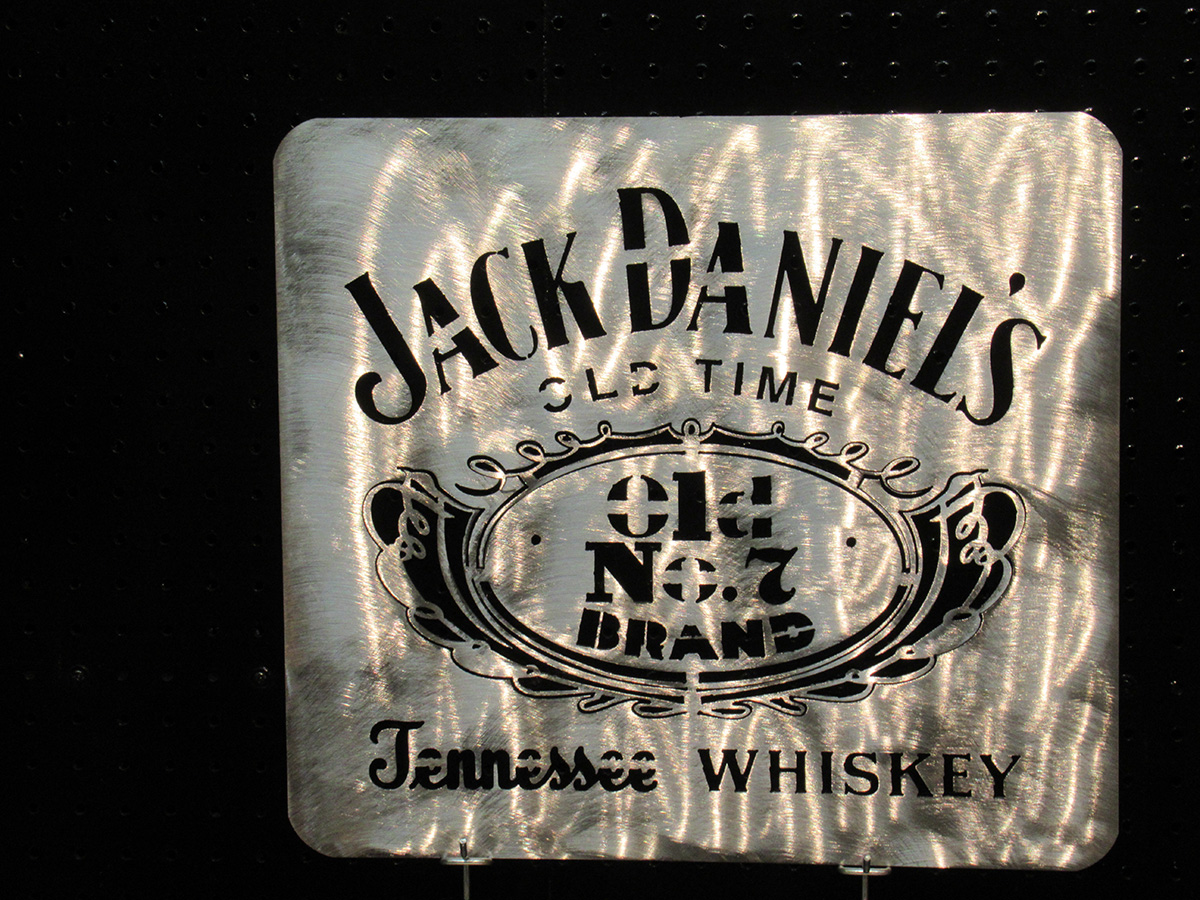 JACK DANIEL'S
OLD TIME
Old
No. 7
BRAND
Tennessee WHISKEY